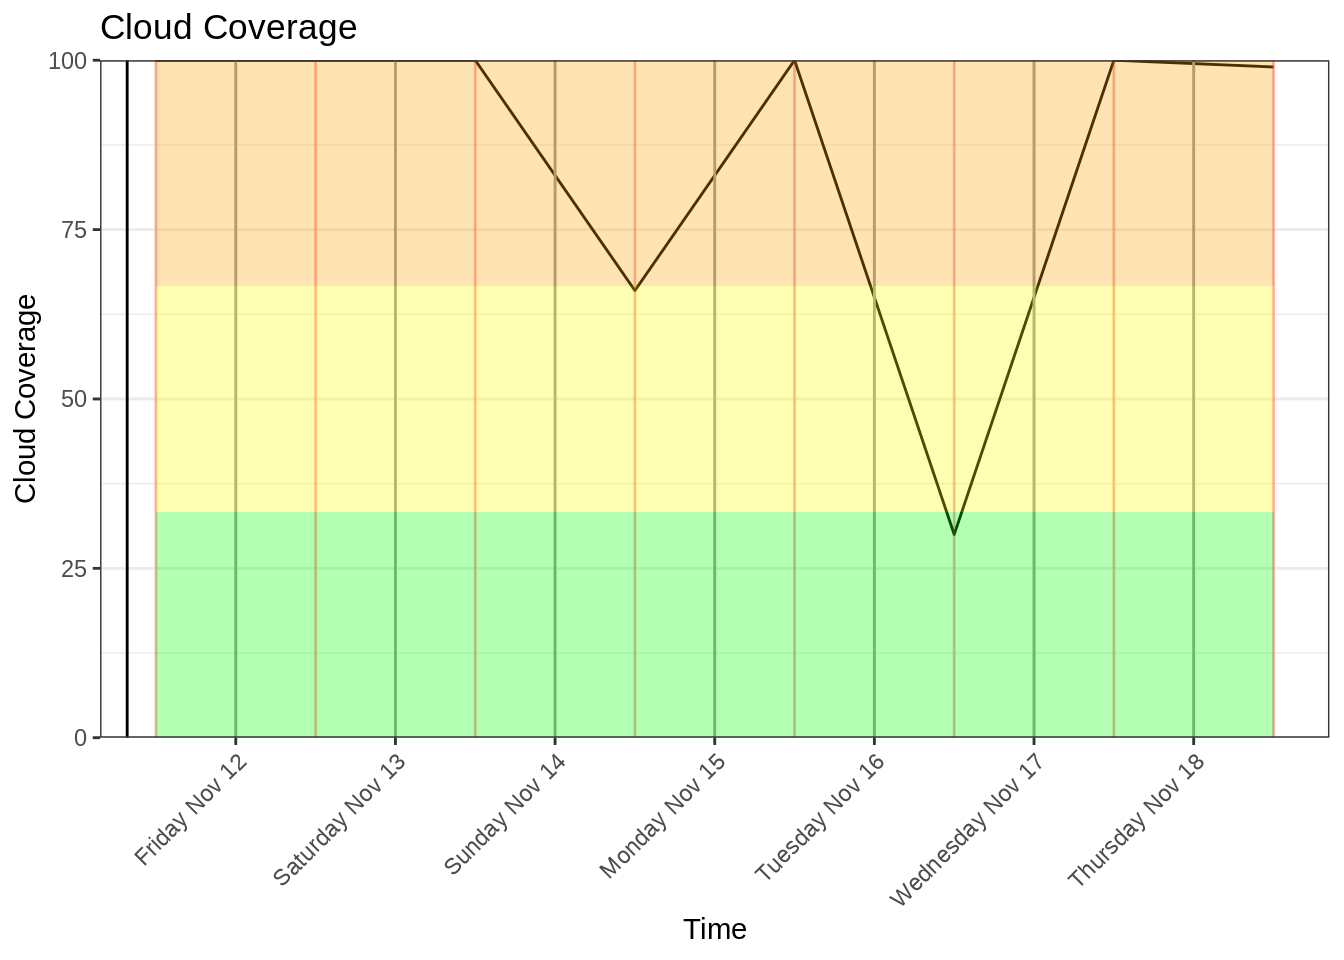 Cloud Coverage
Cloud Coverage
100
75
50
25
0
Friday Nov 12
Saturday Nov 13
Sunday Nov 14
Monday Nov 15
Tuesday Nov 16
Wednesday Nov 17
Thursday Nov 18
Time